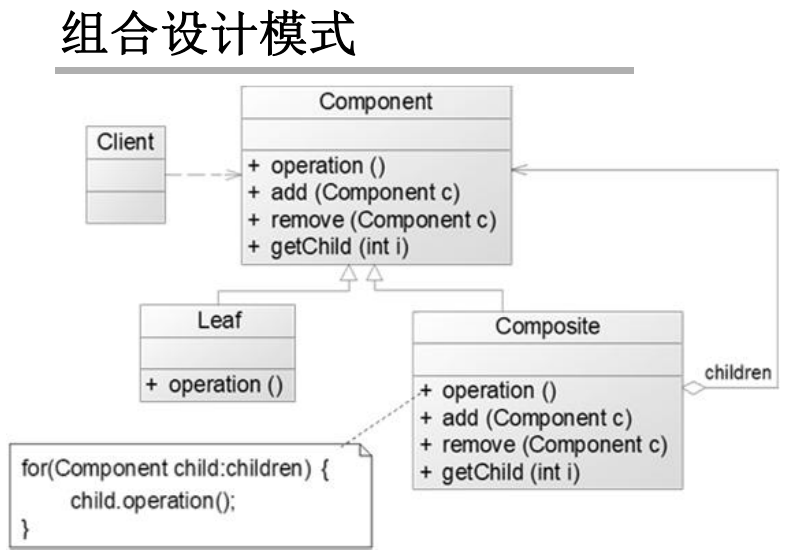 组合设计模式
Component
+ operation ()
+ add (Component c)
+ remove (Component c)
+ getChild (int i)
Client
Leaf
+ operation ()
Composite
+ operation ()
+ add (Component c)
+ remove (Component c)
+ getChild (int i)
children
for(Component child:children) {
child.operation();
}